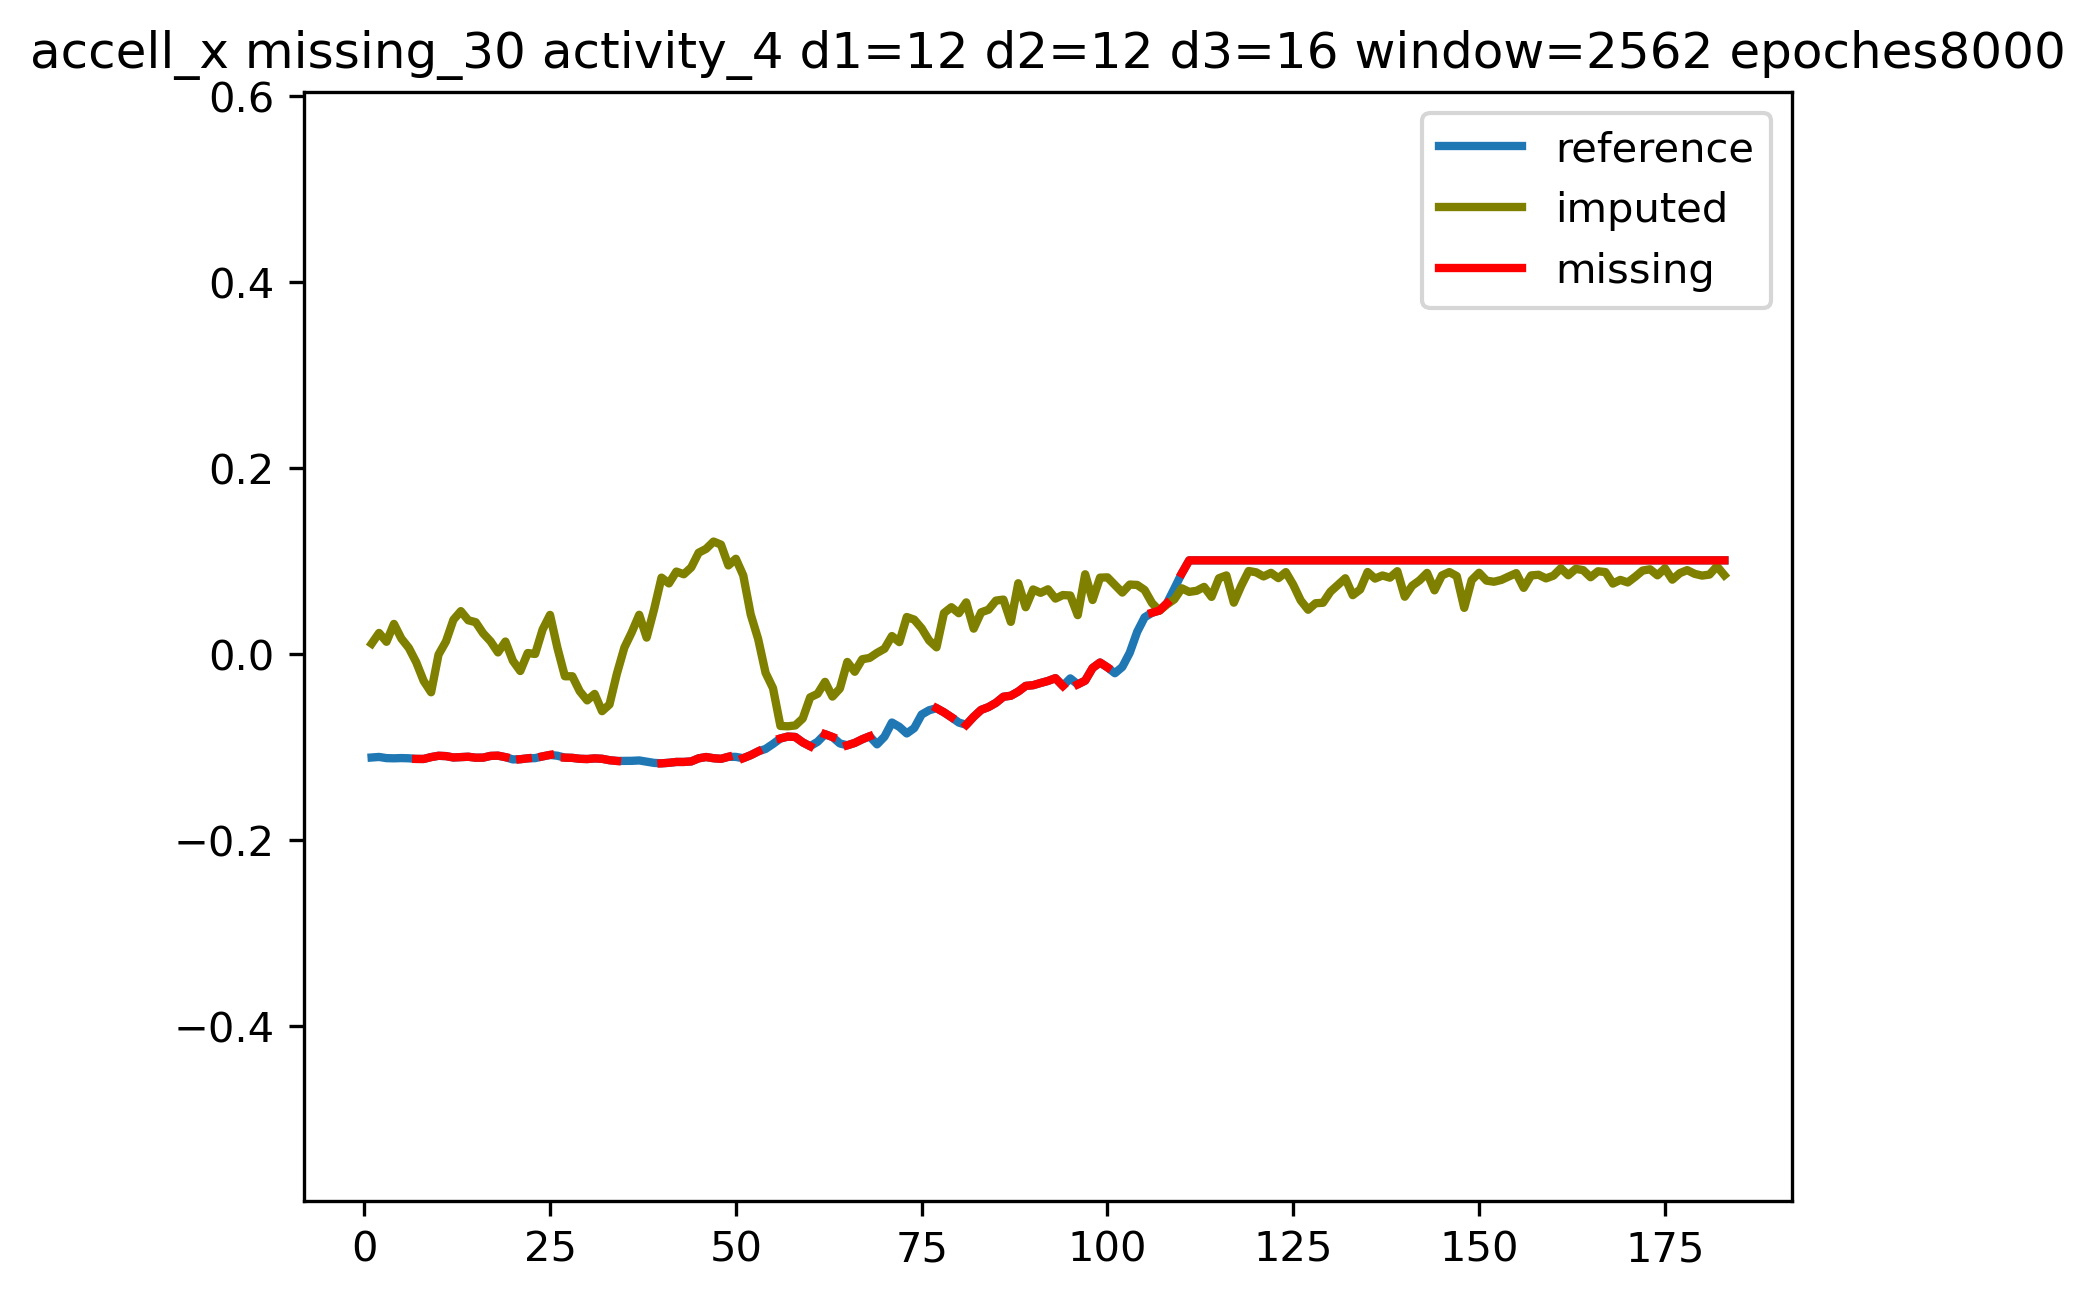 accell_x missing_30 activity_4 d1=12 d2=12 d3=16 window=2562 epoches8000
0.6
0.4
0.2
0.0
−0.2
−0.4
reference
imputed
missing
0 25 50 75 100 125 150 175